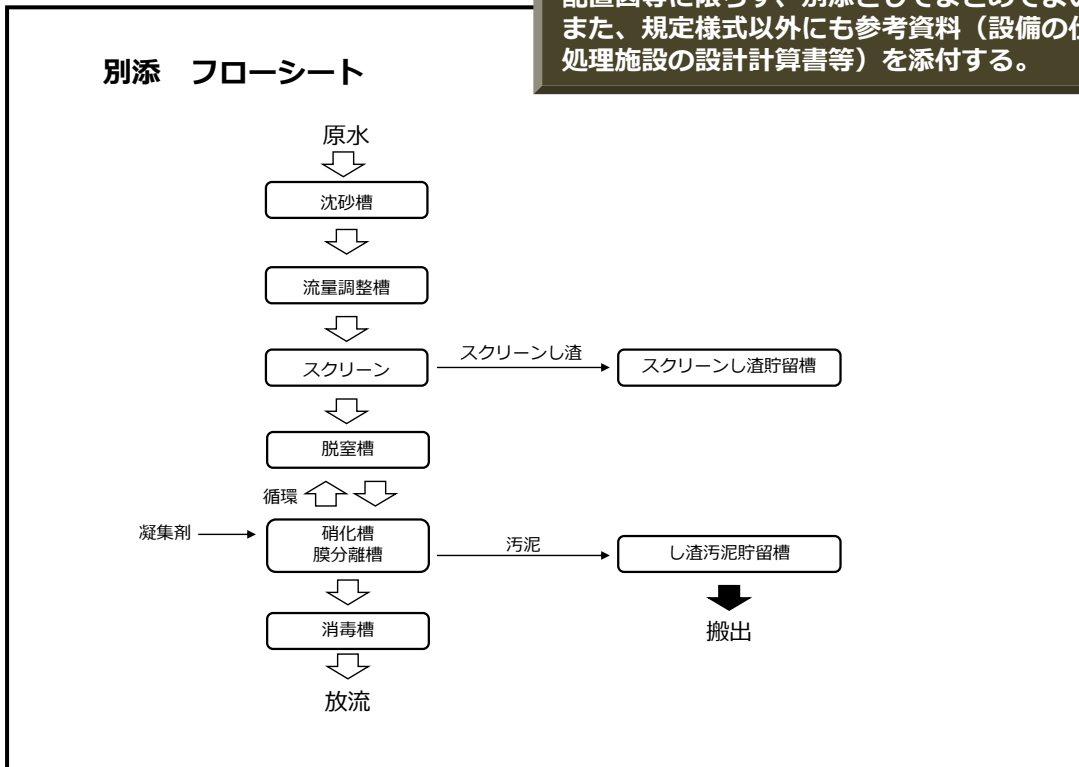 配置図等に限らず、別添としてまとめてよい
また、規定様式以外にも参考資料（設備の仕
処理施設の設計計算書等）を添付する。
別添　フローシート
原水
沈砂槽
流量調整槽
スクリーン
スクリーンし渣
スクリーンし渣貯留槽
脱窒槽
循環
凝集剤
硝化槽
膜分離槽
汚泥
し渣汚泥貯留槽
消毒槽
搬出
放流